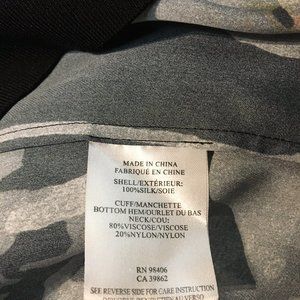 MADE IN CHINA
FABRIQUÉ EN CHINE
SHELL/EXTÉRIEUR:
100%SILK/SOIE
CUFF/MANCHETTE
BOTTOM HEM/OURLET DU BAS
NECK/COU:
80%VISCOSE/VISCOSE
20%NYLON/NYLON
RN 98406
CA 39862
SEE REVERSE SIDE FOR CARE INSTRUCTION